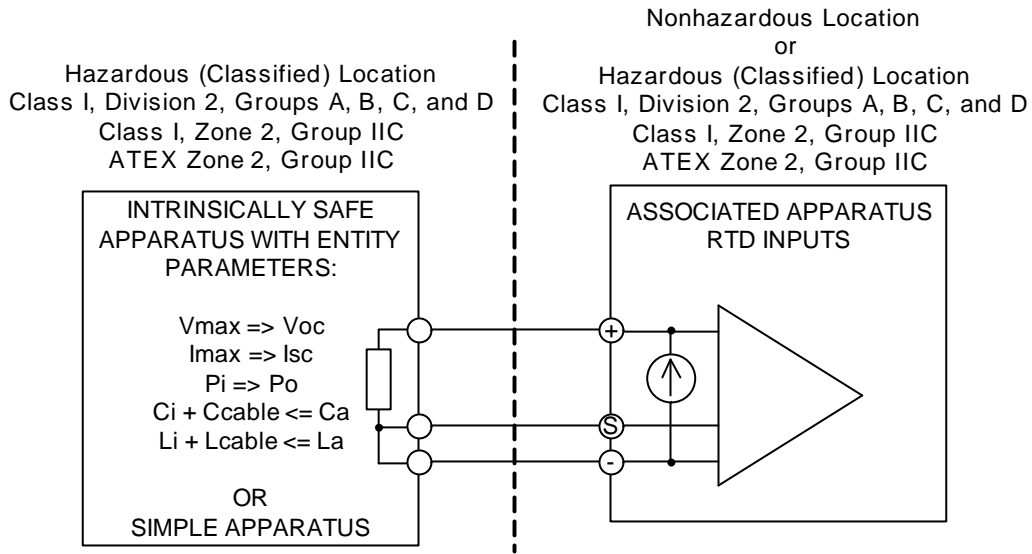 Hazardous (Classified) Location
Class I, Division 2, Groups A, B, C, and D
Class I, Zone 2, Group IIC
ATEX Zone 2, Group IIC
INTRINSICALLY SAFE
APPARATUS WITH ENTITY
PARAMETERS:
Vmax => Voc
Imax => Isc
Pi => Po
Ci + Ccable <= Ca
Li + Lcable <= La
OR
SIMPLE APPARATUS
Nonhazardous Location
or
Hazardous (Classified) Location
Class I, Division 2, Groups A, B, C, and D
Class I, Zone 2, Group IIC
ATEX Zone 2, Group IIC
ASSOCIATED APPARATUS
RTD INPUTS
+
S
-